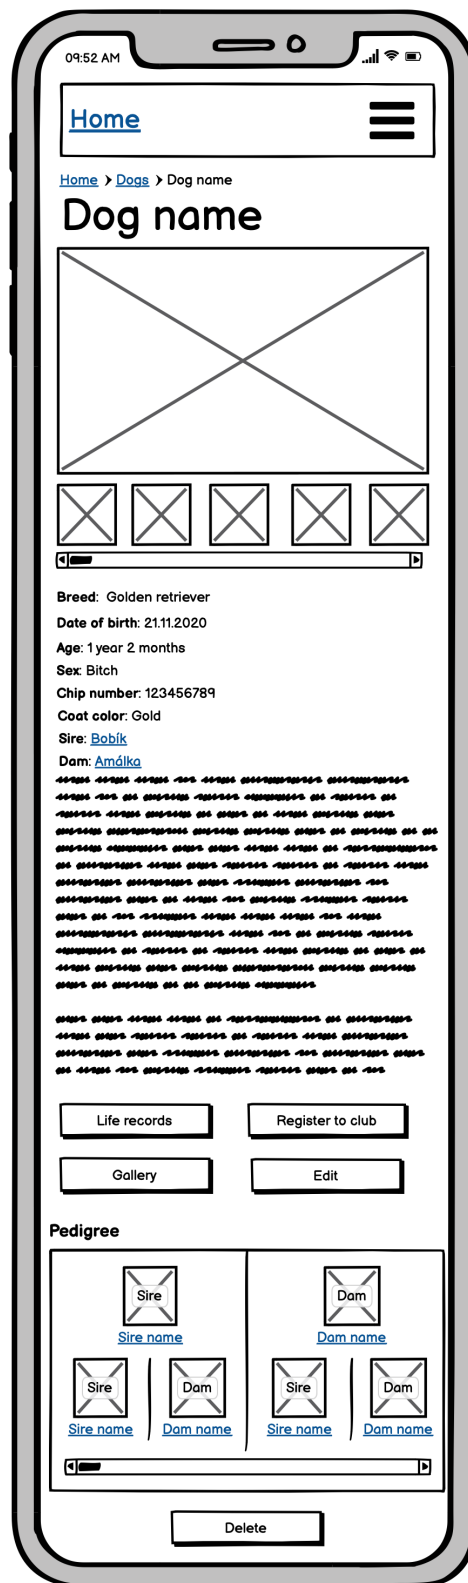 09:52 AM
Home
Home > Dogs > Dog name
Dog name
Breed: Golden retriever
Date of birth: 21.11.2020
Age: 1 year 2 months
Sex: Bitch
Chip number: 123456789
Coat color: Gold
Sire: Bobík
Dam: Amálka
Life records Register to club
Gallery Edit
Pedigree
Sire Dam
Sire name Dam name
Sire Dam Sire Dam
Sire name Dam name Sire name Dam name
Delete